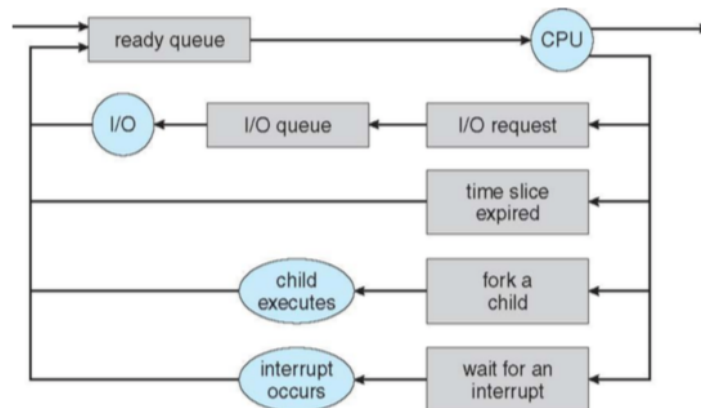 ready queue
CPU
I/O
I/O queue
I/O request
time slice
expired
child
executes
fork a
child
interrupt
occurs
wait for an
interrupt